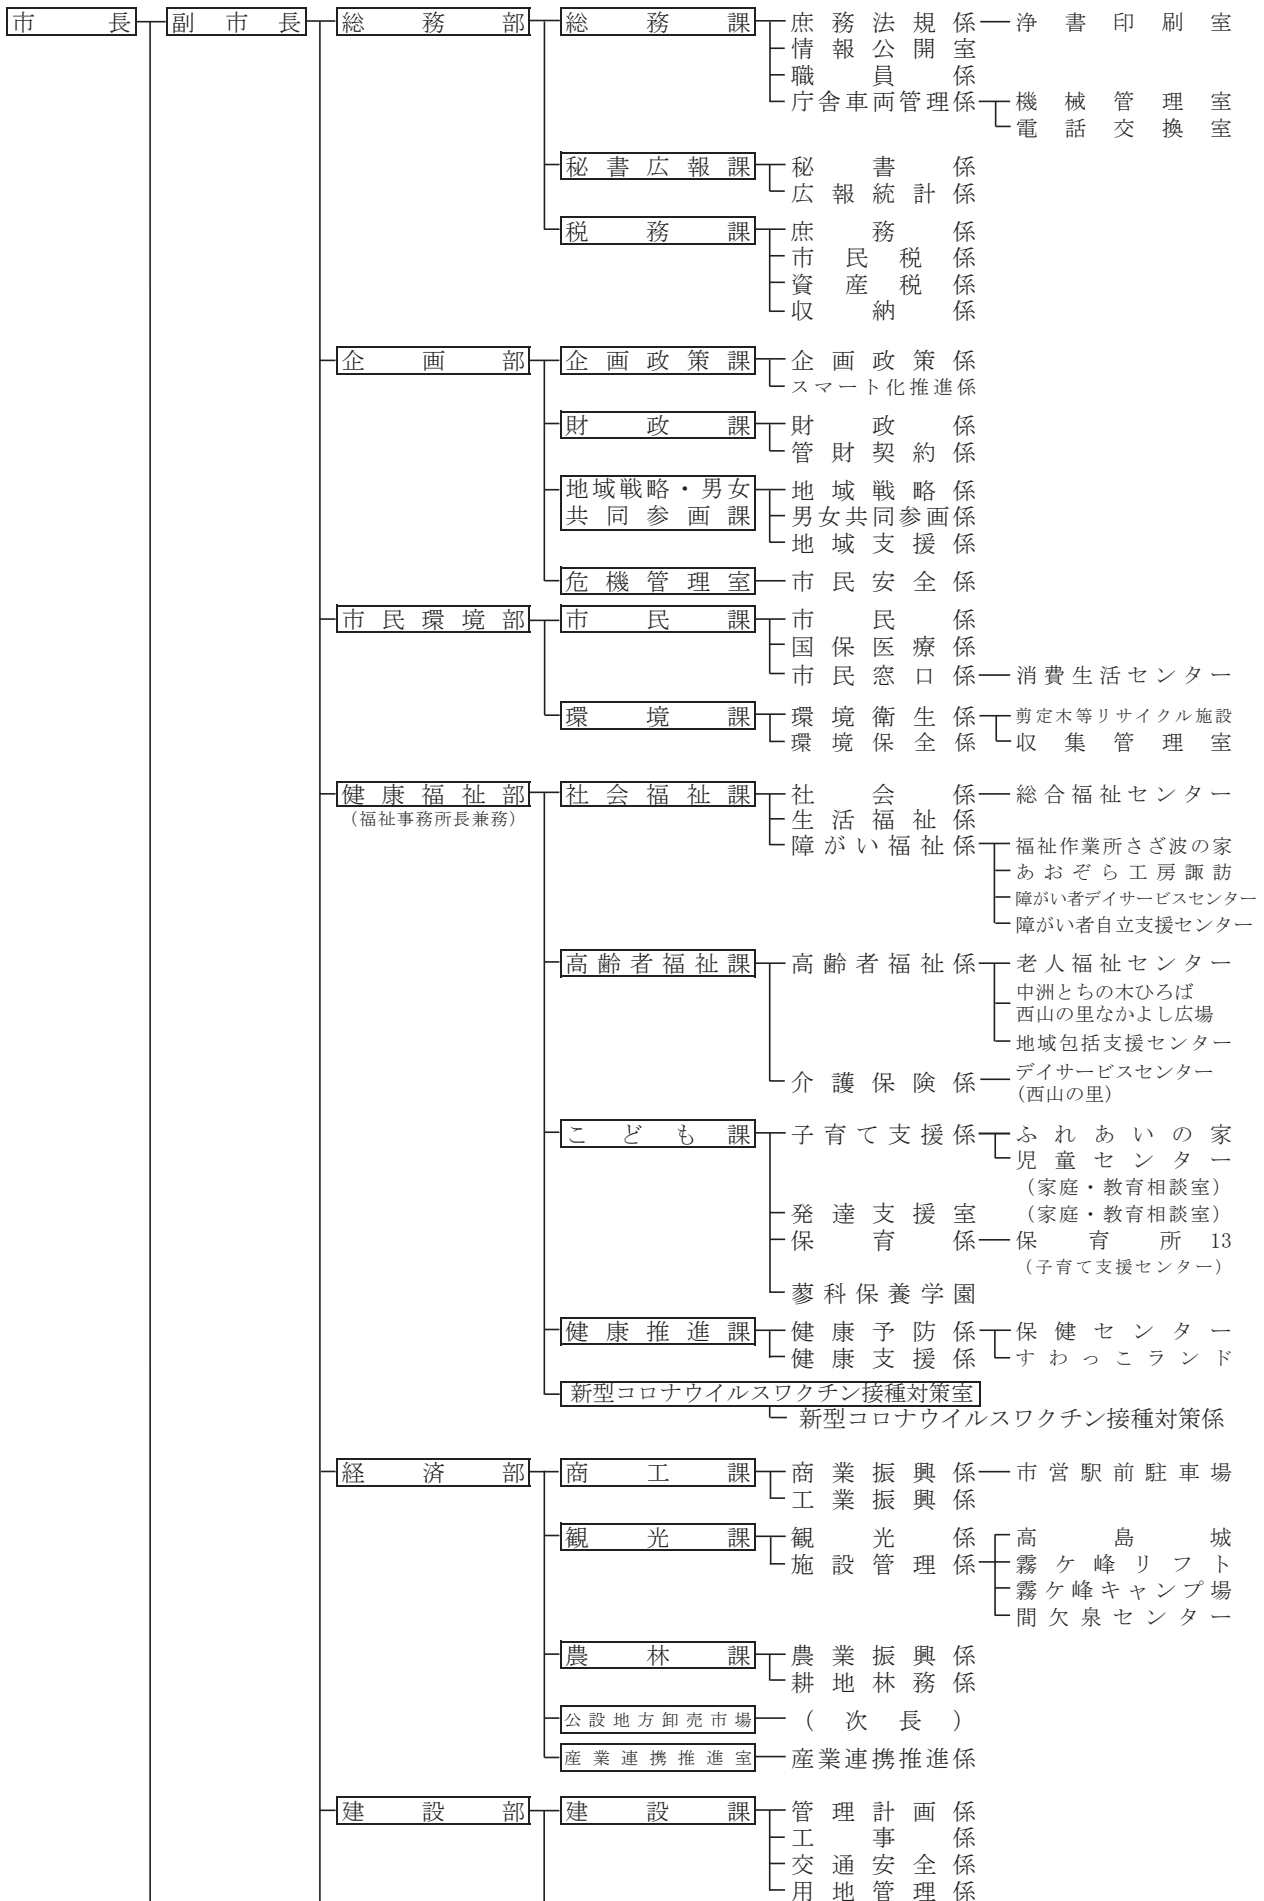 市長 副市長 総務部 総務課 庶務法規係 浄書印刷室
情報公開室
職員係
庁舎車両管理係 機械管理室
電話交換室
秘書広報課 秘書係
広報統計係
税務課 庶務係
市民税係
資産税係
収納係
企画部 企画政策課 企画政策係
スマート化推進係
財政課 財政係
管財契約係
地域戦略・男女 地域戦略係
共同参画課 男女共同参画係
地域支援係
危機管理室 市民安全係
市民環境部 市民課 市民係
国保医療係
市民窓口係 消費生活センター
環境課 環境衛生係 剪定木等リサイクル施設
環境保全係 収集管理室
健康福祉部 社会福祉課 社会係 総合福祉センター
(福祉事務所長兼務) 生活福祉係
障がい福祉係 福祉作業所さざ波の家
あおぞら工房諏訪
障がい者デイサービスセンター
障がい者自立支援センター
高齢者福祉課 高齢者福祉係 老人福祉センター
中洲とちの木ひろば
西山の里なかよし広場
地域包括支援センター
介護保険係 デイサービスセンター
(西山の里)
こども課 子育て支援係 ふれあいの家
児童センター
(家庭・教育相談室)
発達支援室 (家庭・教育相談室)
保育係 保育所13
(子育て支援センター)
蓼科保養学園
健康推進課 健康予防係 保健センター
健康支援係 すわっこランド
新型コロナウイルスワクチン接種対策室
新型コロナウイルスワクチン接種対策係
経済部 商工課 商業振興係 市営駅前駐車場
工業振興係
観光課 観光係 高島城
施設管理係 霧ケ峰リフト
霧ケ峰キャンプ場
間欠泉センター
農林課 農業振興係
耕地林務係
公設地方卸売市場 (次長)
産業連携推進室 産業連携推進係
建設部 建設課 管理計画係
工事係
交通安全係
用地管理係